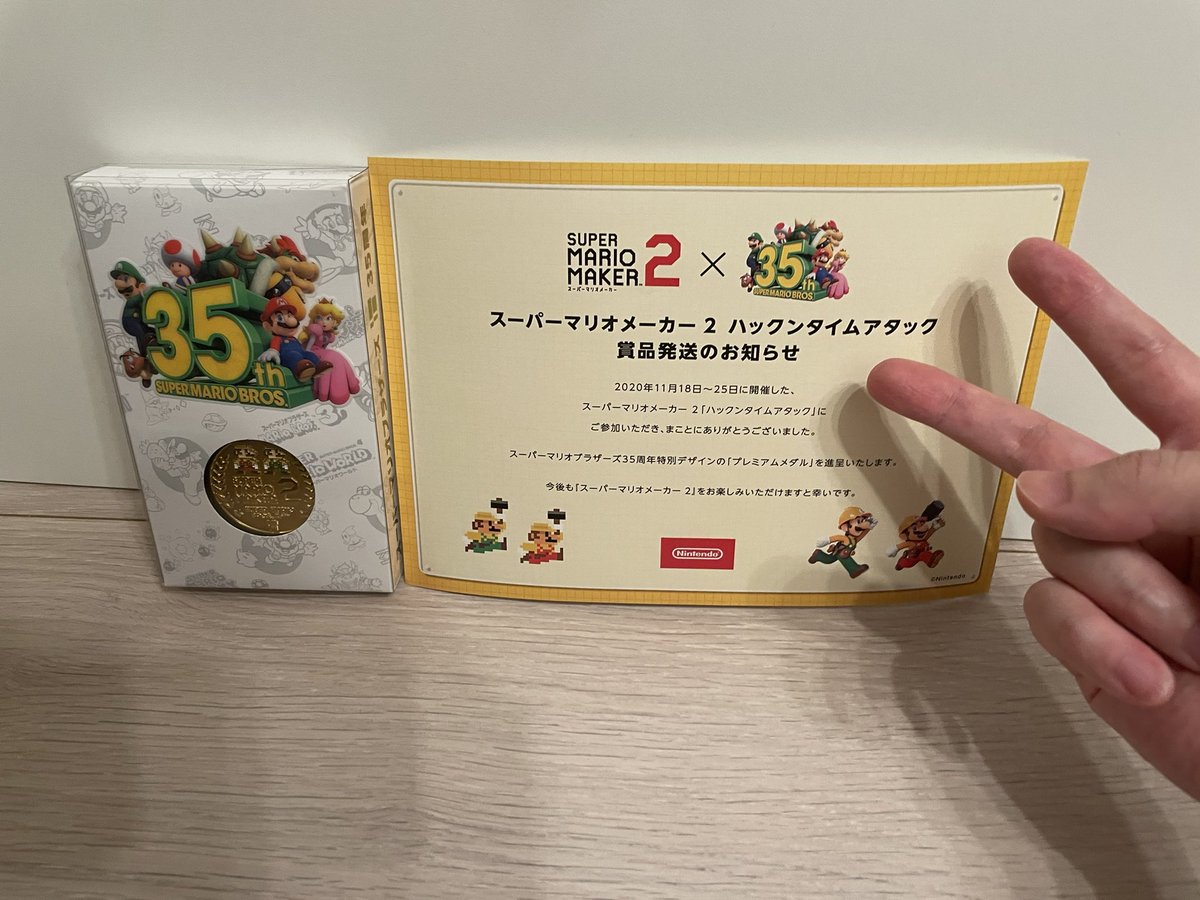 35th
SUPER MARIO BROS.
SUPER
MARIO
MAKER 2
スーパーマリオメーカー
×
35th
SUPER MARIO BROS.
スーパーマリオメーカー 2 ハックンタイムアタック
賞品発送のお知らせ
2020年11月18日〜25日に開催した、
スーパーマリオメーカー 2「ハックンタイムアタック」に
ご参加いただき、まことにありがとうございました。
スーパーマリオブラザーズ35周年特別デザインの「プレミアムメダル」を進呈いたします。
今後も「スーパーマリオメーカー 2」をお楽しみいただけますと幸いです。
Nintendo
©Nintendo